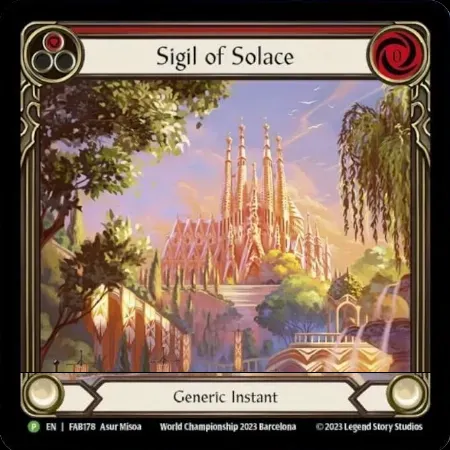 Sigil of Solace
0
Generic Instant
P EN | FAB178 Asur Misoa World Championship 2023 Barcelona ©2023 Legend Story Studios